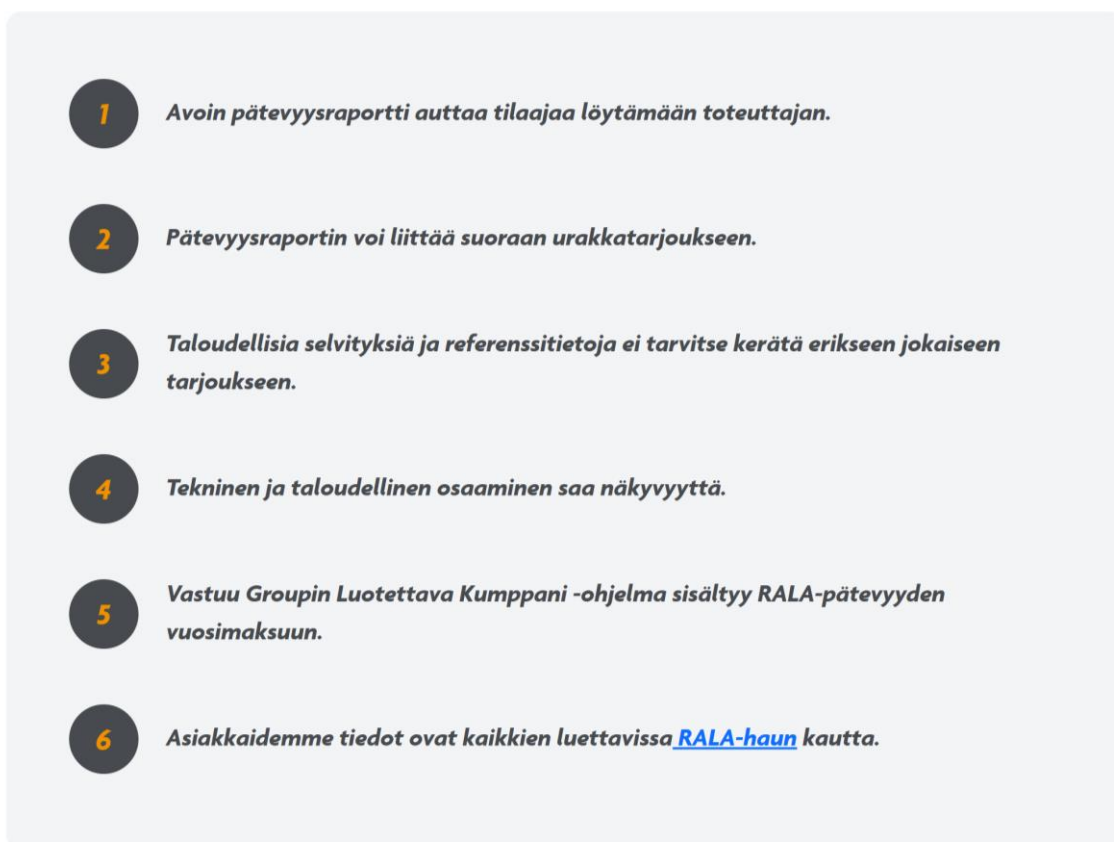 1
Avoin pätevyysraportti auttaa tilaajaa löytämään toteuttajan.
2
Pätevyysraportin voi liittää suoraan urakkatarjoukseen.
3
Taloudellisia selvityksiä ja referenssitietoja ei tarvitse kerätä erikseen jokaiseen
tarjoukseen.
4
Tekninen ja taloudellinen osaaminen saa näkyvyyttä.
5
Vastuu Groupin Luotettava Kumppani -ohjelma sisältyy RALA-pätevyyden
vuosimaksuun.
6
Asiakkaidemme tiedot ovat kaikkien luettavissa RALA-haun kautta.